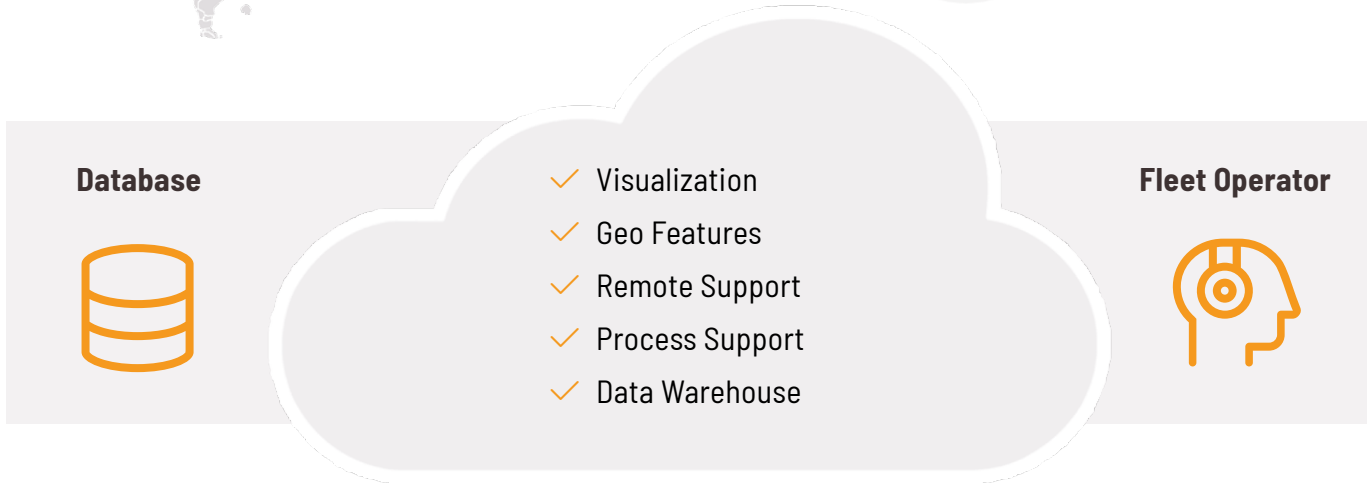 Database
Visualization
Geo Features
Remote Support
Process Support
Data Warehouse
Fleet Operator